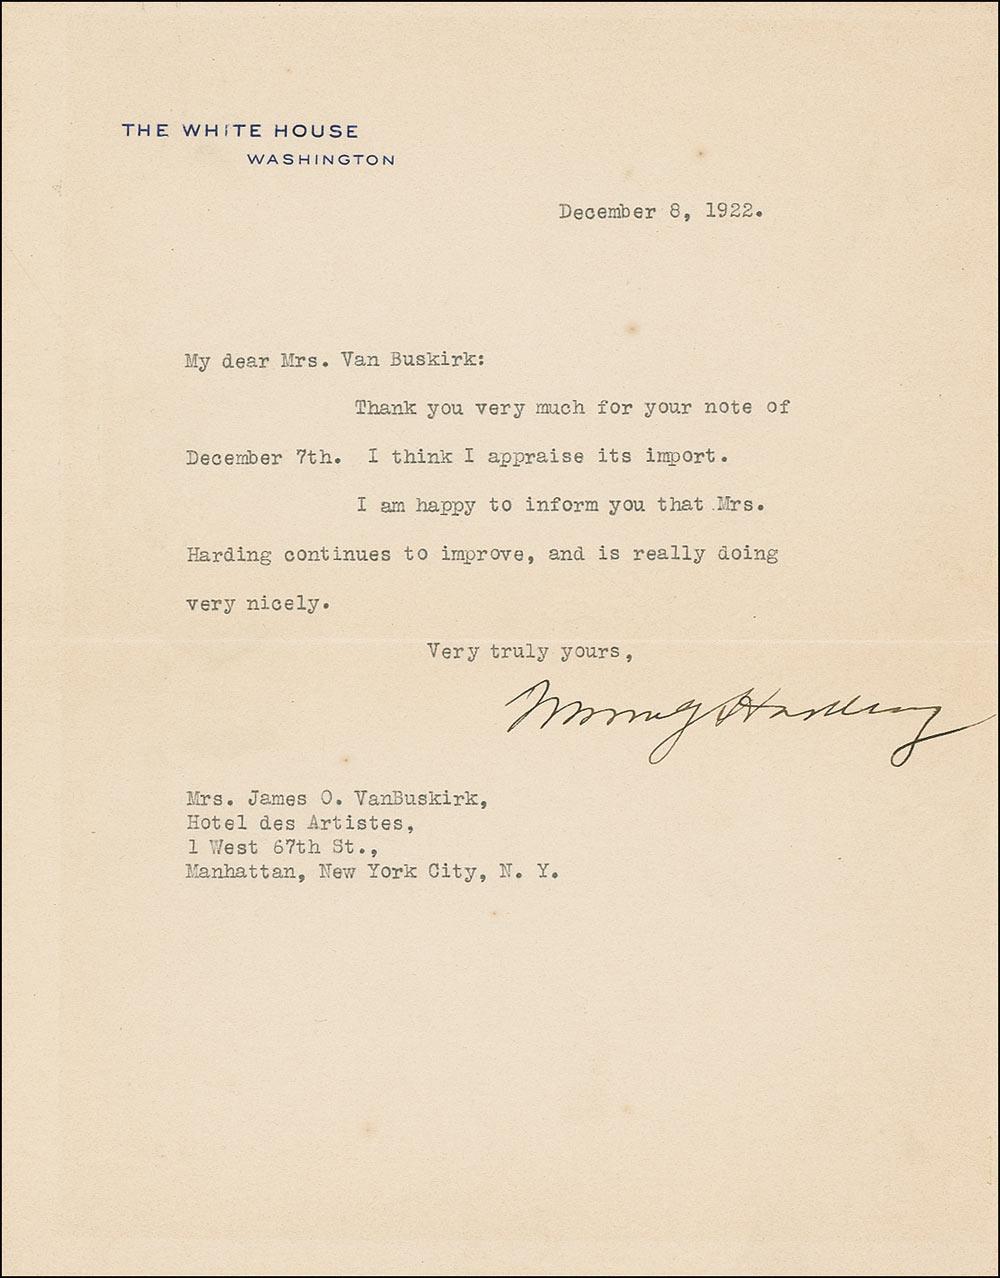 THE WHITE HOUSE
WASHINGTON
December 8, 1922.
My dear Mrs. Van Buskirk:
Thank you very much for your note of
December 7th. I think I appraise its import.
I am happy to inform you that Mrs.
Harding continues to improve, and is really doing
very nicely.
Very truly yours,
Warren G Harding
Mrs. James O. VanBuskirk,
Hotel des Artistes,
1 West 67th St.,
Manhattan, New York City, N. Y.